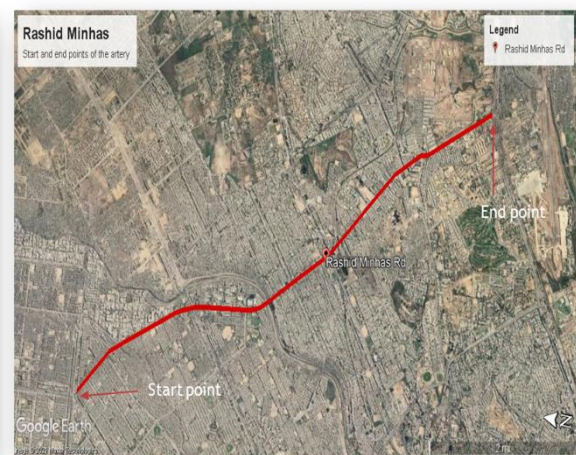 Rashid Minhas
Start and end points of the artery
Legend
Rashid Minhas Rd
End point
Rashid Minhas Rd
Start point
Google Earth
N